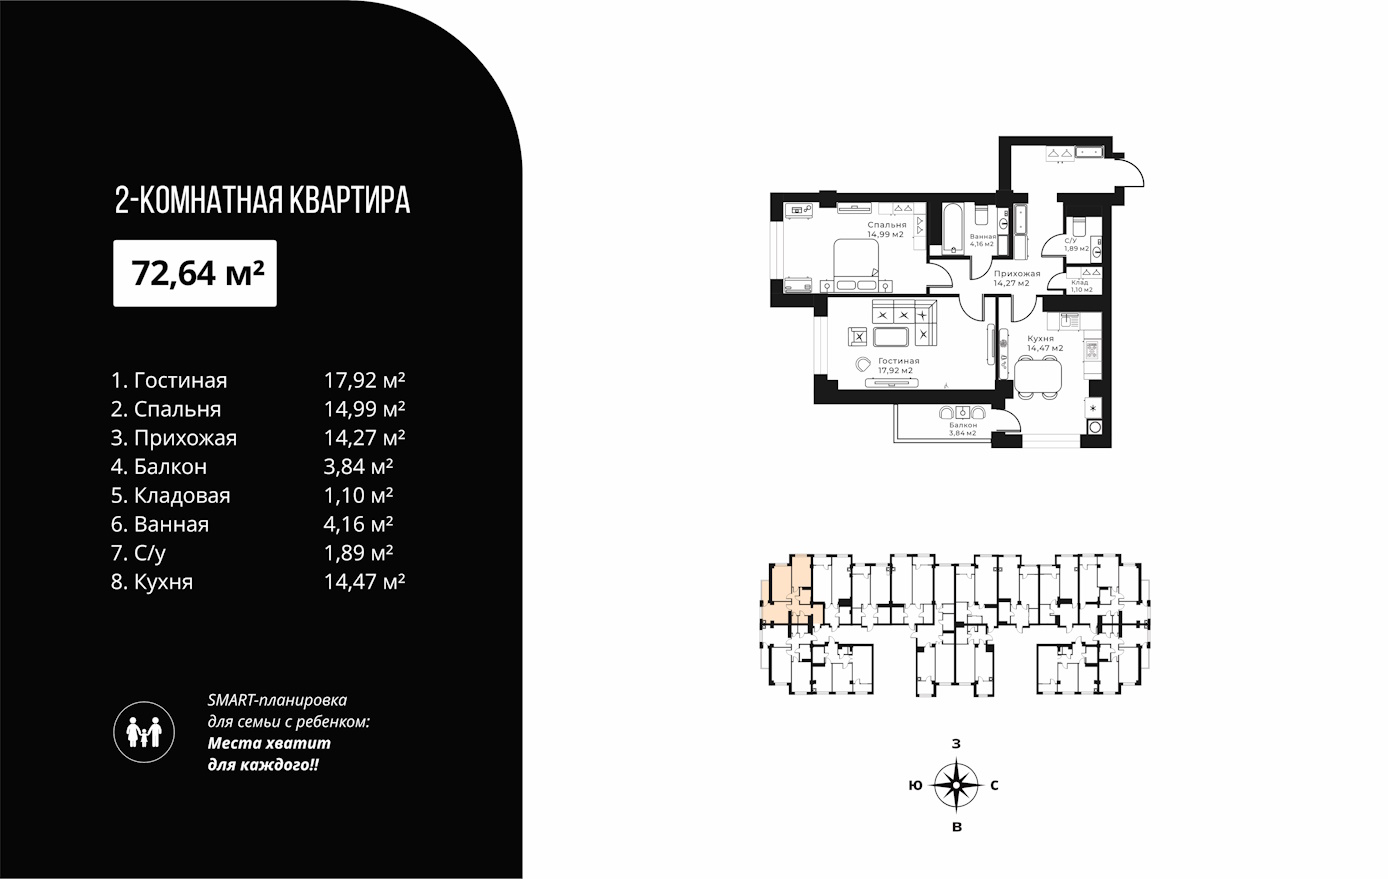 2-КОМНАТНАЯ КВАРТИРА
72,64 м²
1. Гостиная 17,92 м²
2. Спальня 14,99 м²
3. Прихожая 14,27 м²
4. Балкон 3,84 м²
5. Кладовая 1,10 м²
6. Ванная 4,16 м²
7. С/у 1,89 м²
8. Кухня 14,47 м²
SMART-планировка
для семьи с ребенком:
Места хватит
для каждого!!
Спальня
14,99 м2
Ванная
4,16 м2
С/У
1,89 м2
Прихожая
14,27 м2
Клад
1,10 м2
Кухня
14,47 м2
Гостиная
17,92 м2
Балкон
3,84 м2
З
Ю
С
В